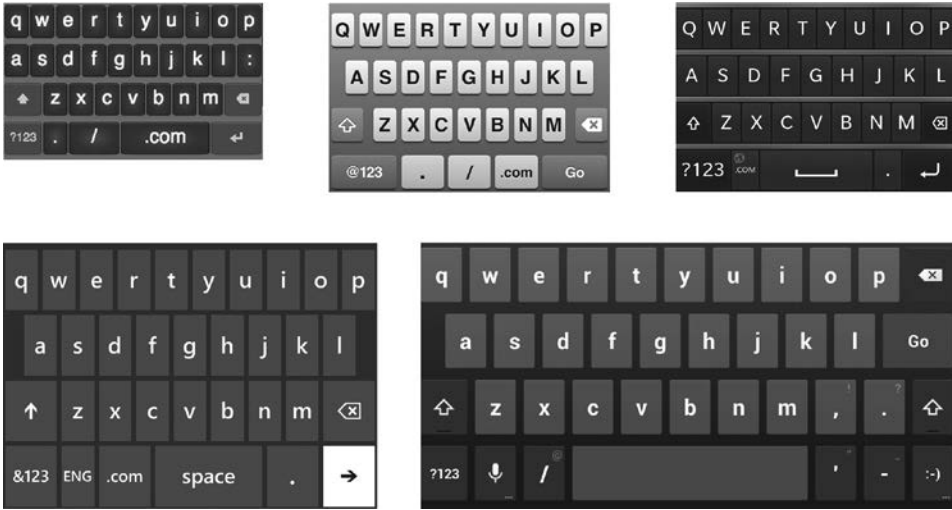 q w e r t y u i o p
a s d f g h j k l :
z x c v b n m
?123 . / .com
Q W E R T Y U I O P
A S D F G H J K L
Z X C V B N M
@123 . / .com Go
Q W E R T Y U I O P
A S D F G H J K L
Z X C V B N M
?123 .COM .
q w e r t y u i o p
a s d f g h j k l
z x c v b n m
&123 ENG .com space .
q w e r t y u i o p
a s d f g h j k l Go
z x c v b n m , ! . ?
?123 / @ ' " - _ :-)